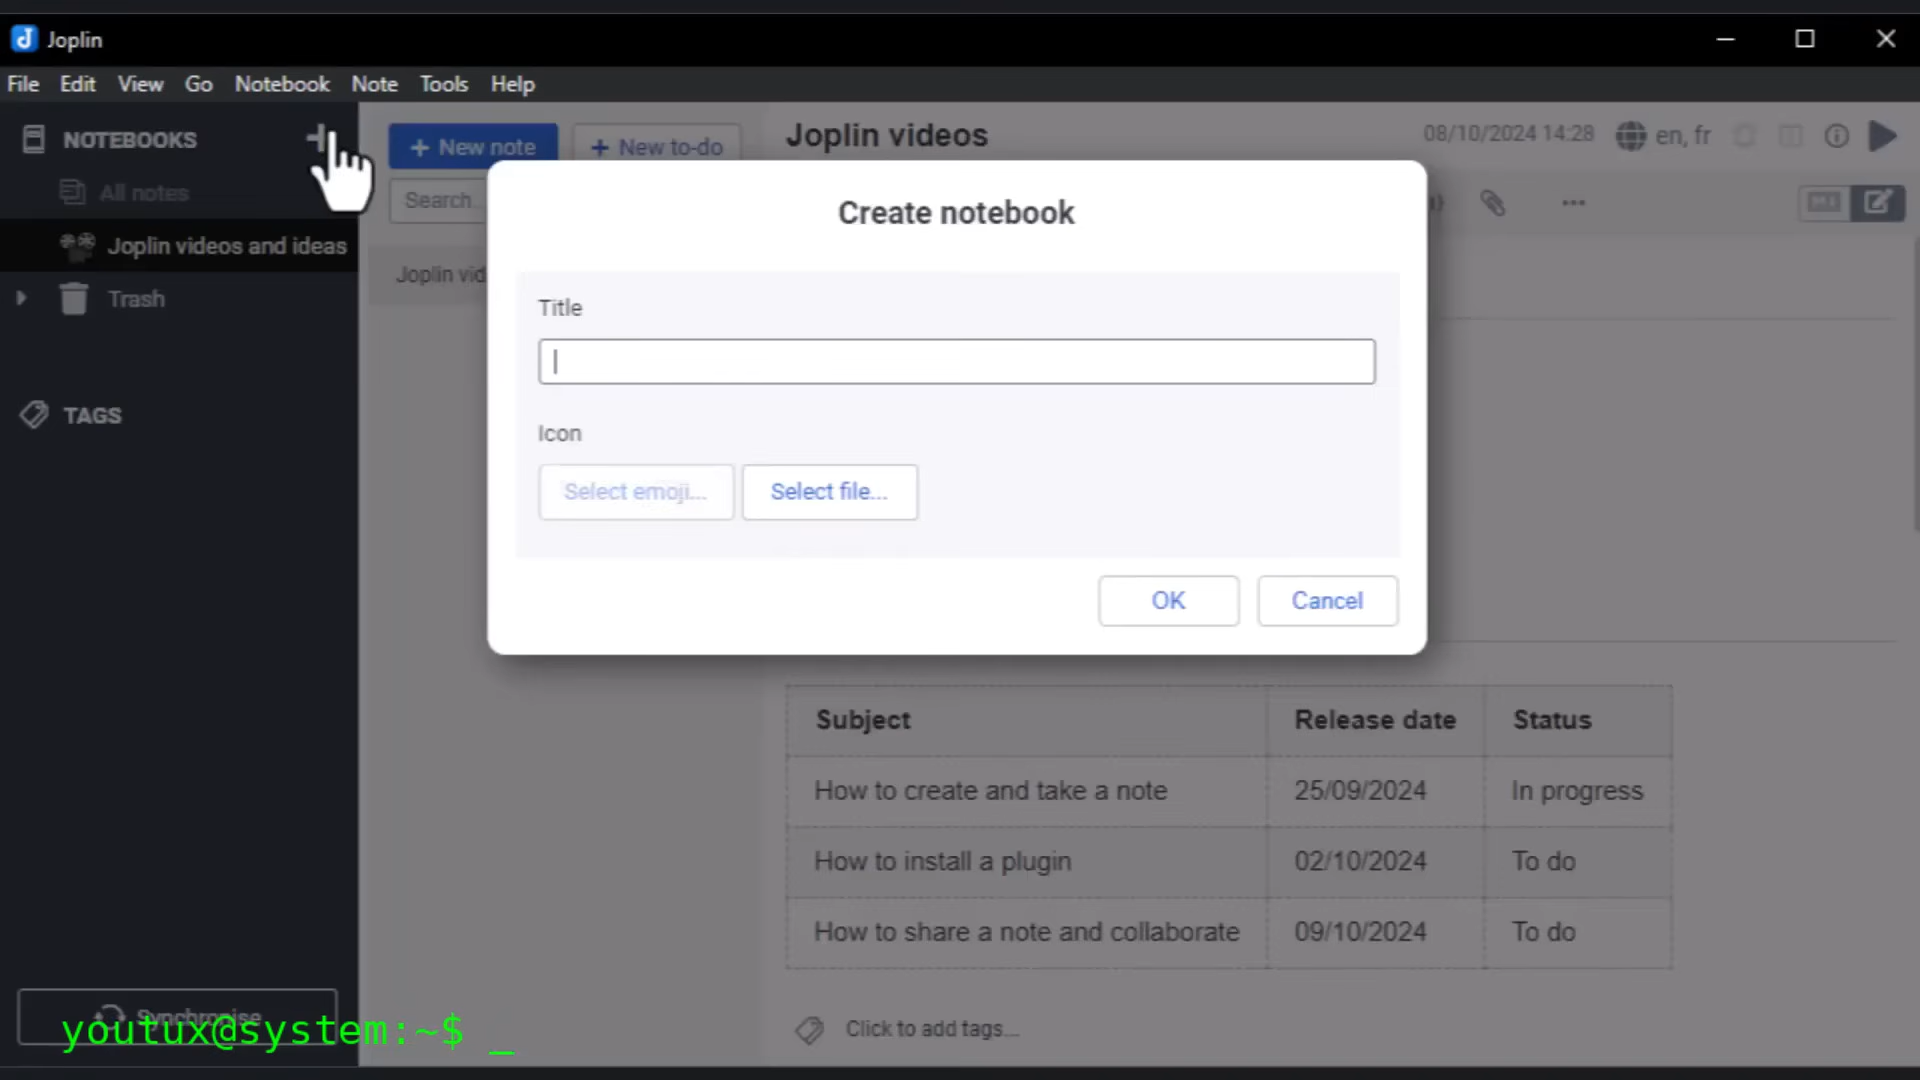 Joplin
File Edit View Go Notebook Note Tools Help
NOTEBOOKS
All notes
Joplin videos and ideas
Trash
TAGS
Synchronise
+ New note
+ New to-do
Search...
Joplin vid
Joplin videos
08/10/2024 14:28
en, fr
Create notebook
Title
Icon
Select emoji...
Select file...
OK
Cancel
Subject Release date Status
How to create and take a note 25/09/2024 In progress
How to install a plugin 02/10/2024 To do
How to share a note and collaborate 09/10/2024 To do
Click to add tags...
youtux@system:~$ _